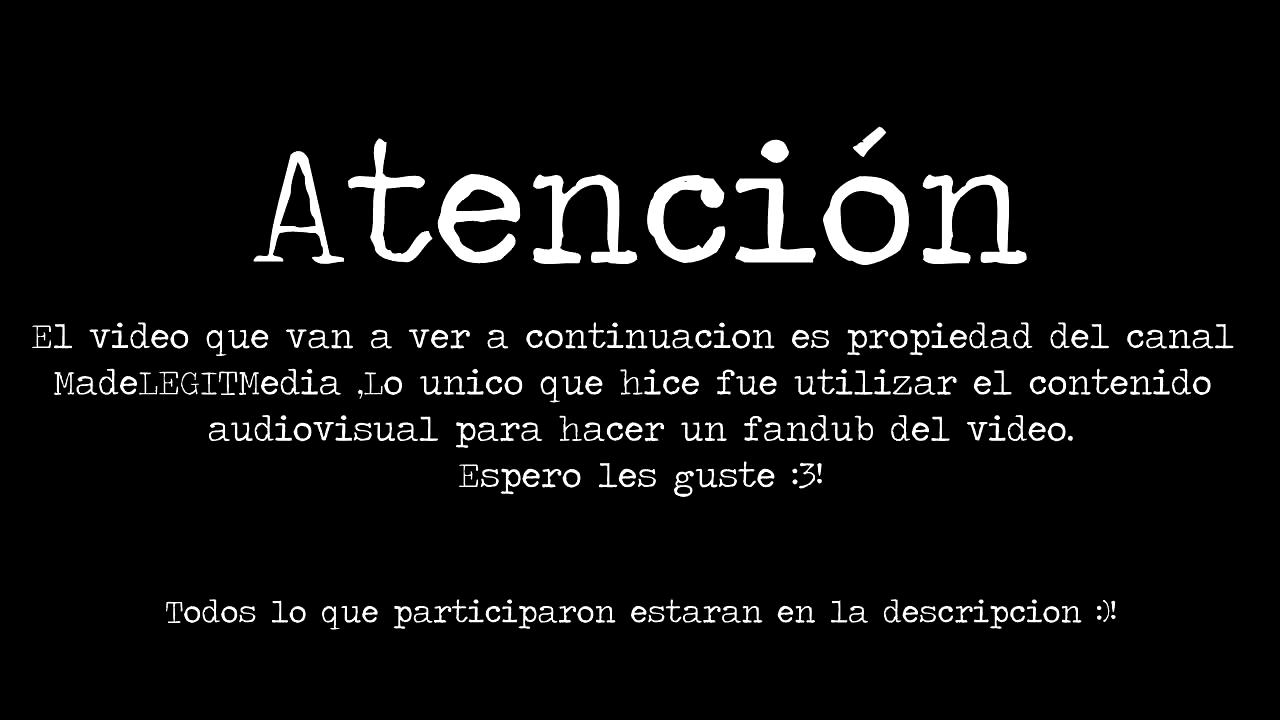 Atención
El video que van a ver a continuacion es propiedad del canal
MadeLEGITMedia ,Lo unico que hice fue utilizar el contenido
audiovisual para hacer un fandub del video.
Espero les guste :3!
Todos lo que participaron estaran en la descripcion :)!